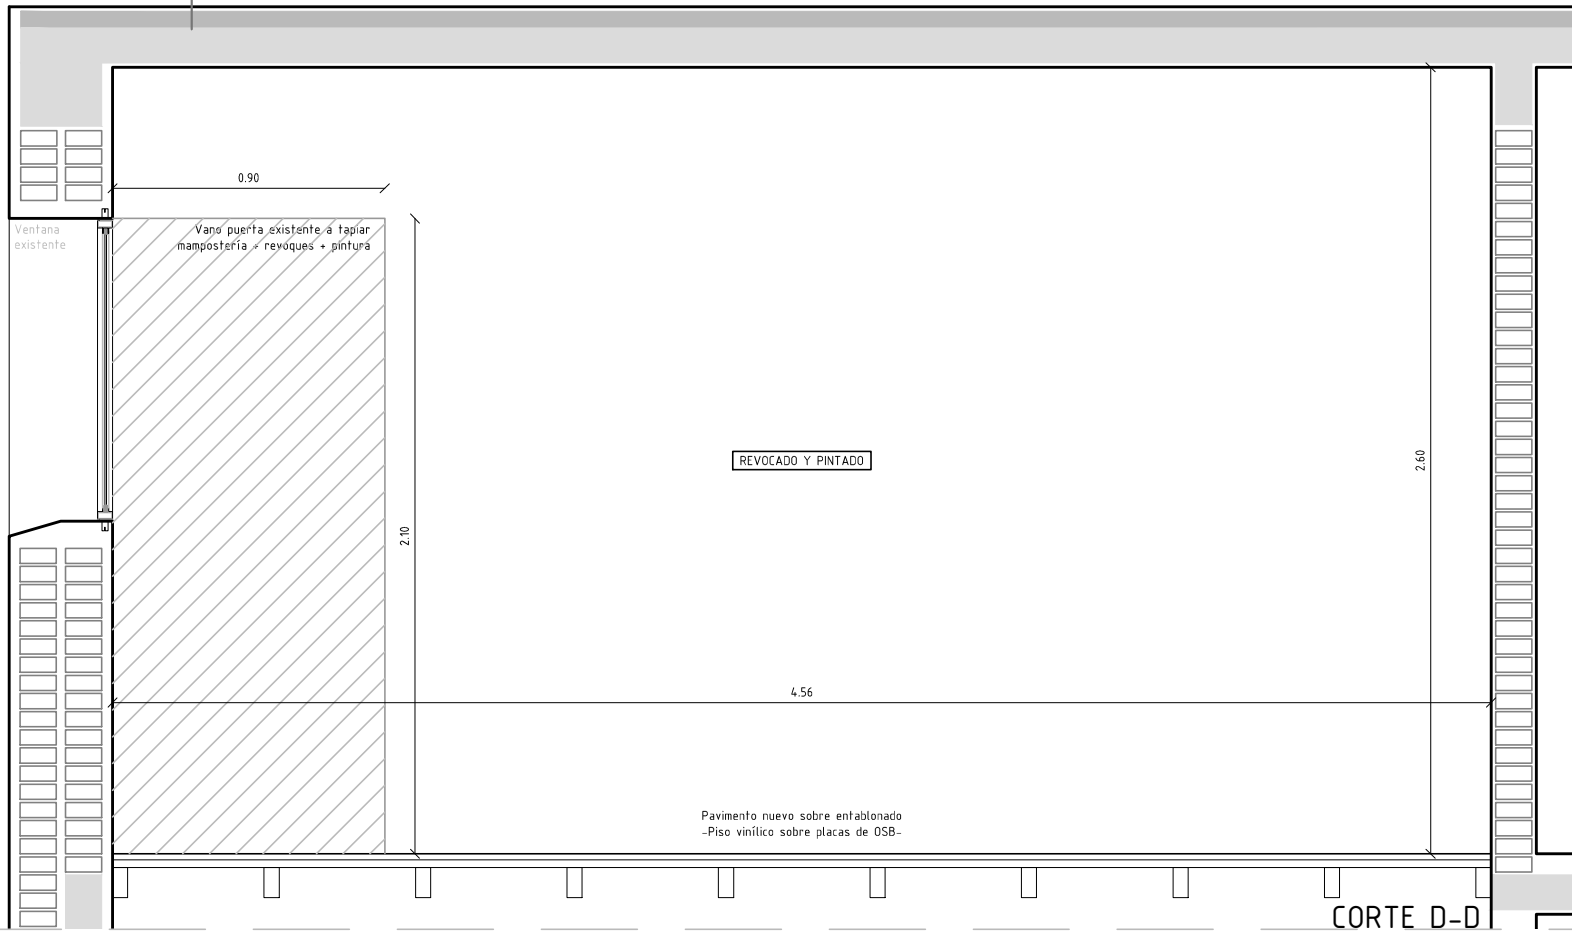 0.90
Ventana
existente
Vano puerta existente a tapiar
mampostería + revoques + pintura
REVOCADO Y PINTADO
2.60
2.10
4.56
Pavimento nuevo sobre entablonado
-Piso vinílico sobre placas de OSB-
CORTE D-D